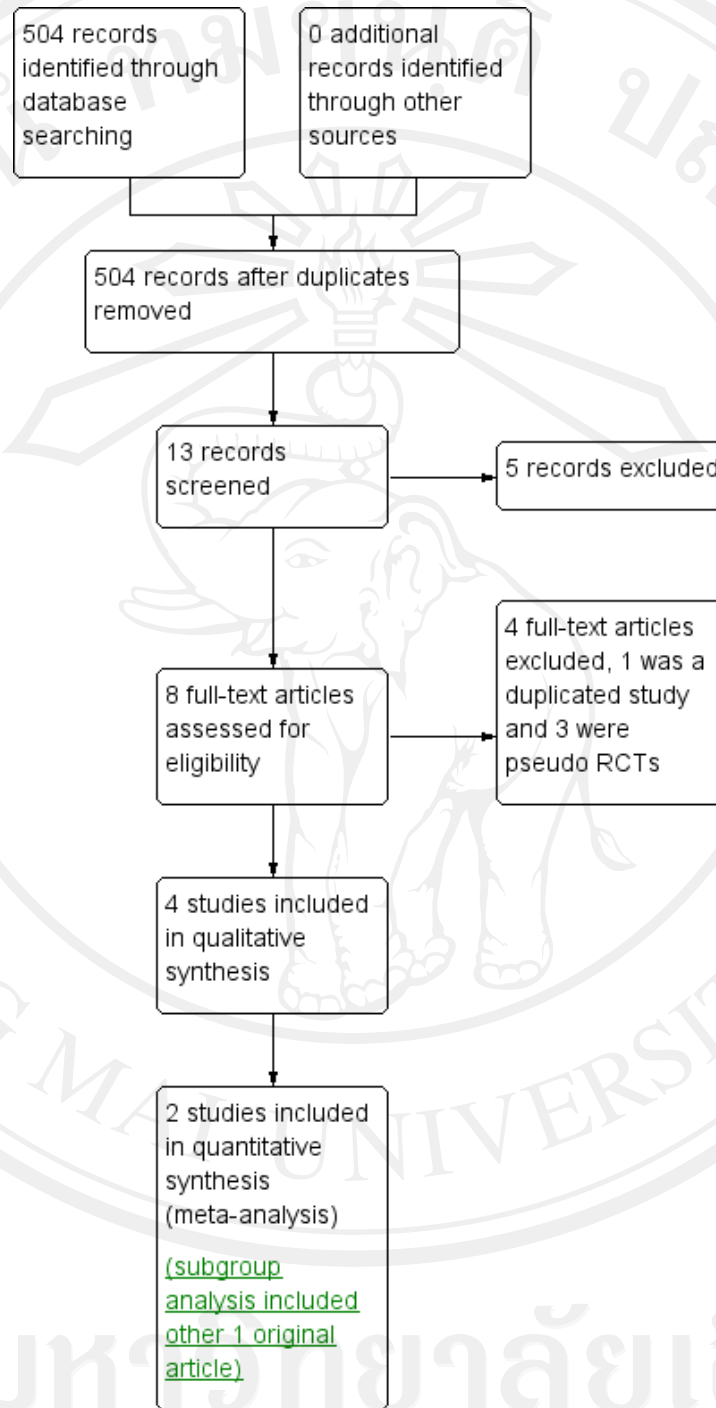 504 records
identified through
database
searching
0 additional
records identified
through other
sources
504 records after duplicates
removed
13 records
screened
5 records excluded
8 full-text articles
assessed for
eligibility
4 full-text articles
excluded, 1 was a
duplicated study
and 3 were
pseudo RCTs
4 studies included
in qualitative
synthesis
2 studies included
in quantitative
synthesis
(meta-analysis)
(subgroup
analysis included
other 1 original
article)